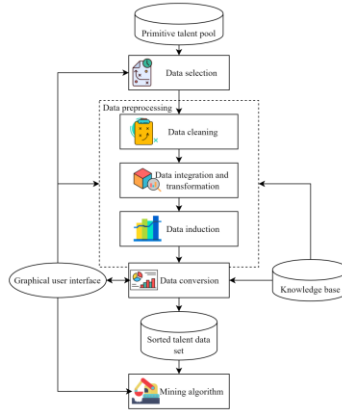 Primitive talent pool
Data selection
Data preprocessing
Data cleaning
Data integration and
transformation
Data induction
Graphical user interface
Data conversion
Knowledge base
Sorted talent data
set
Mining algorithm